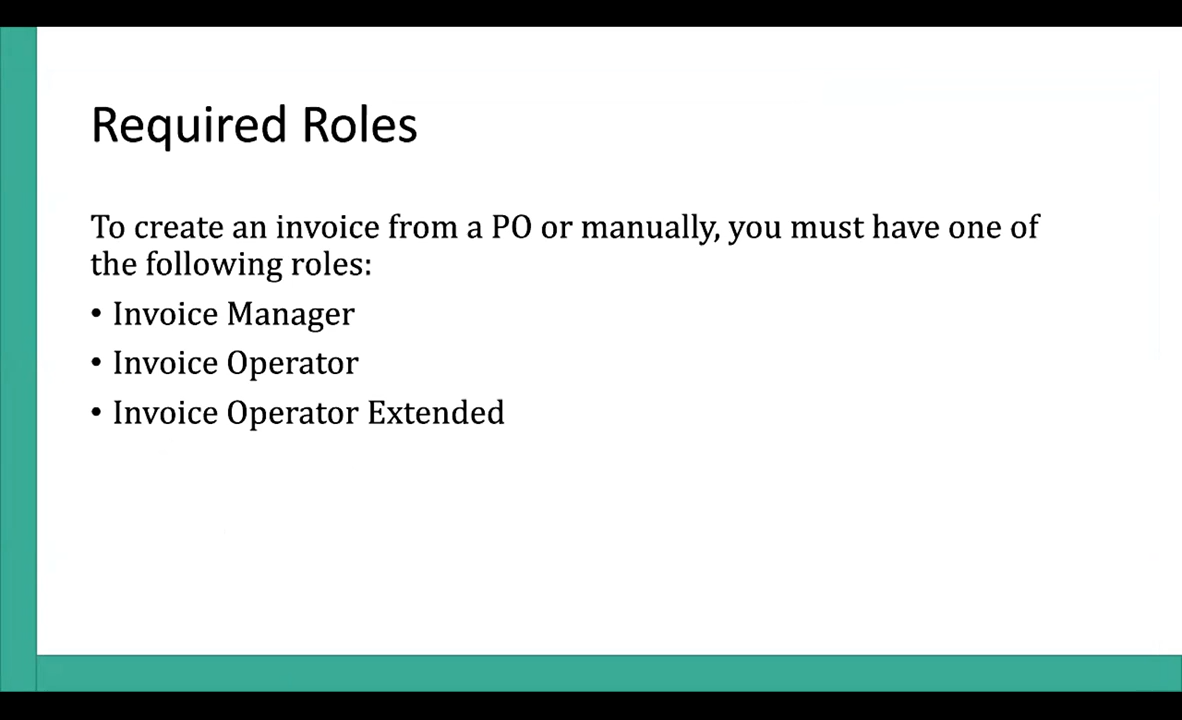 Required Roles
To create an invoice from a PO or manually, you must have one of
the following roles:
• Invoice Manager
• Invoice Operator
• Invoice Operator Extended